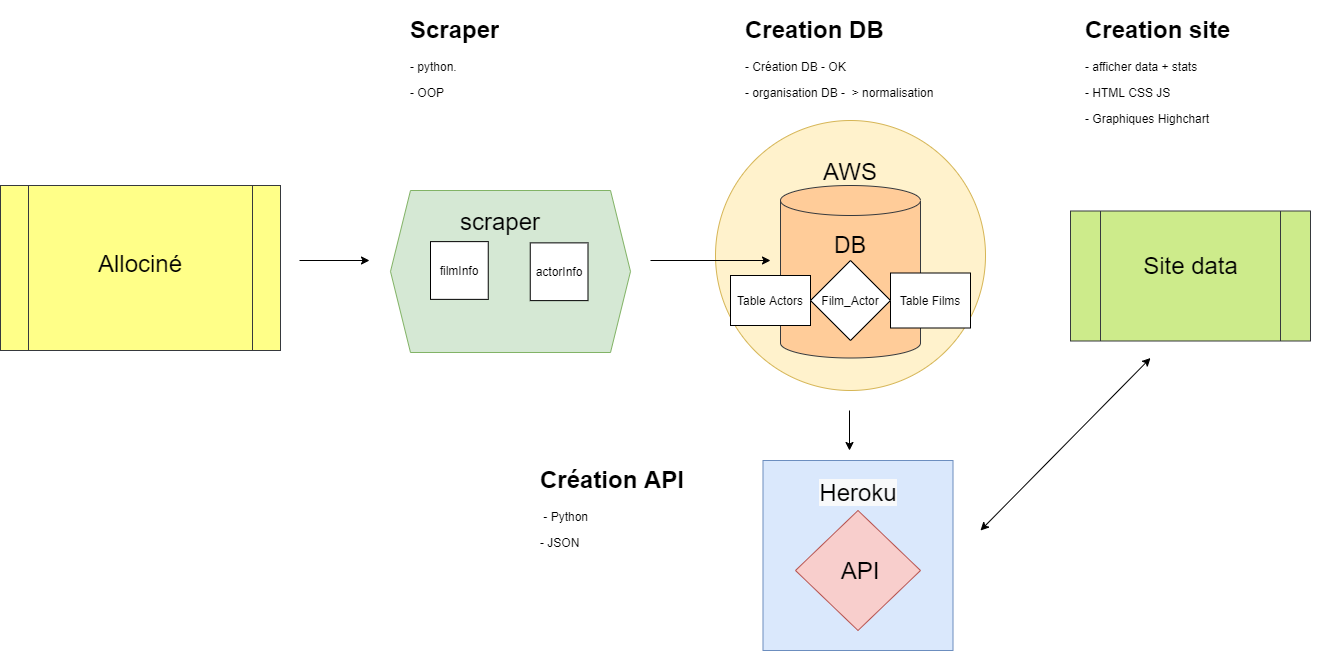 Scraper
- python.
- OOP
Creation DB
- Création DB - OK
- organisation DB -  > normalisation
Creation site
- afficher data + stats
- HTML CSS JS
- Graphiques Highchart
Allociné
scraper
filmInfo
actorInfo
AWS
DB
Table Actors
Film_Actor
Table Films
Site data
Création API
- Python
- JSON
Heroku
API